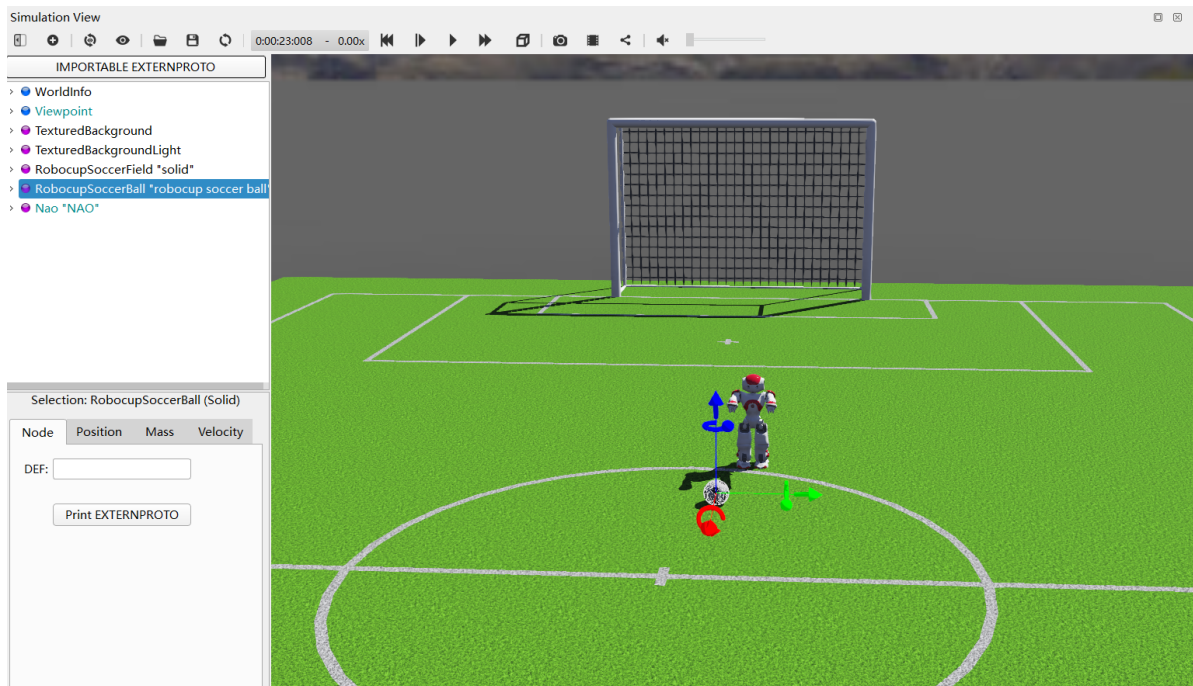 Simulation View
0:00:23:008 - 0.00x
IMPORTABLE EXTERNPROTO
WorldInfo
Viewpoint
TexturedBackground
TexturedBackgroundLight
RobocupSoccerField "solid"
RobocupSoccerBall "robocup soccer ball"
Nao "NAO"
Selection: RobocupSoccerBall (Solid)
Node Position Mass Velocity
DEF:
Print EXTERNPROTO